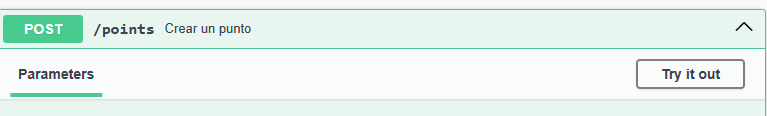 POST /points Crear un punto
Parameters Try it out